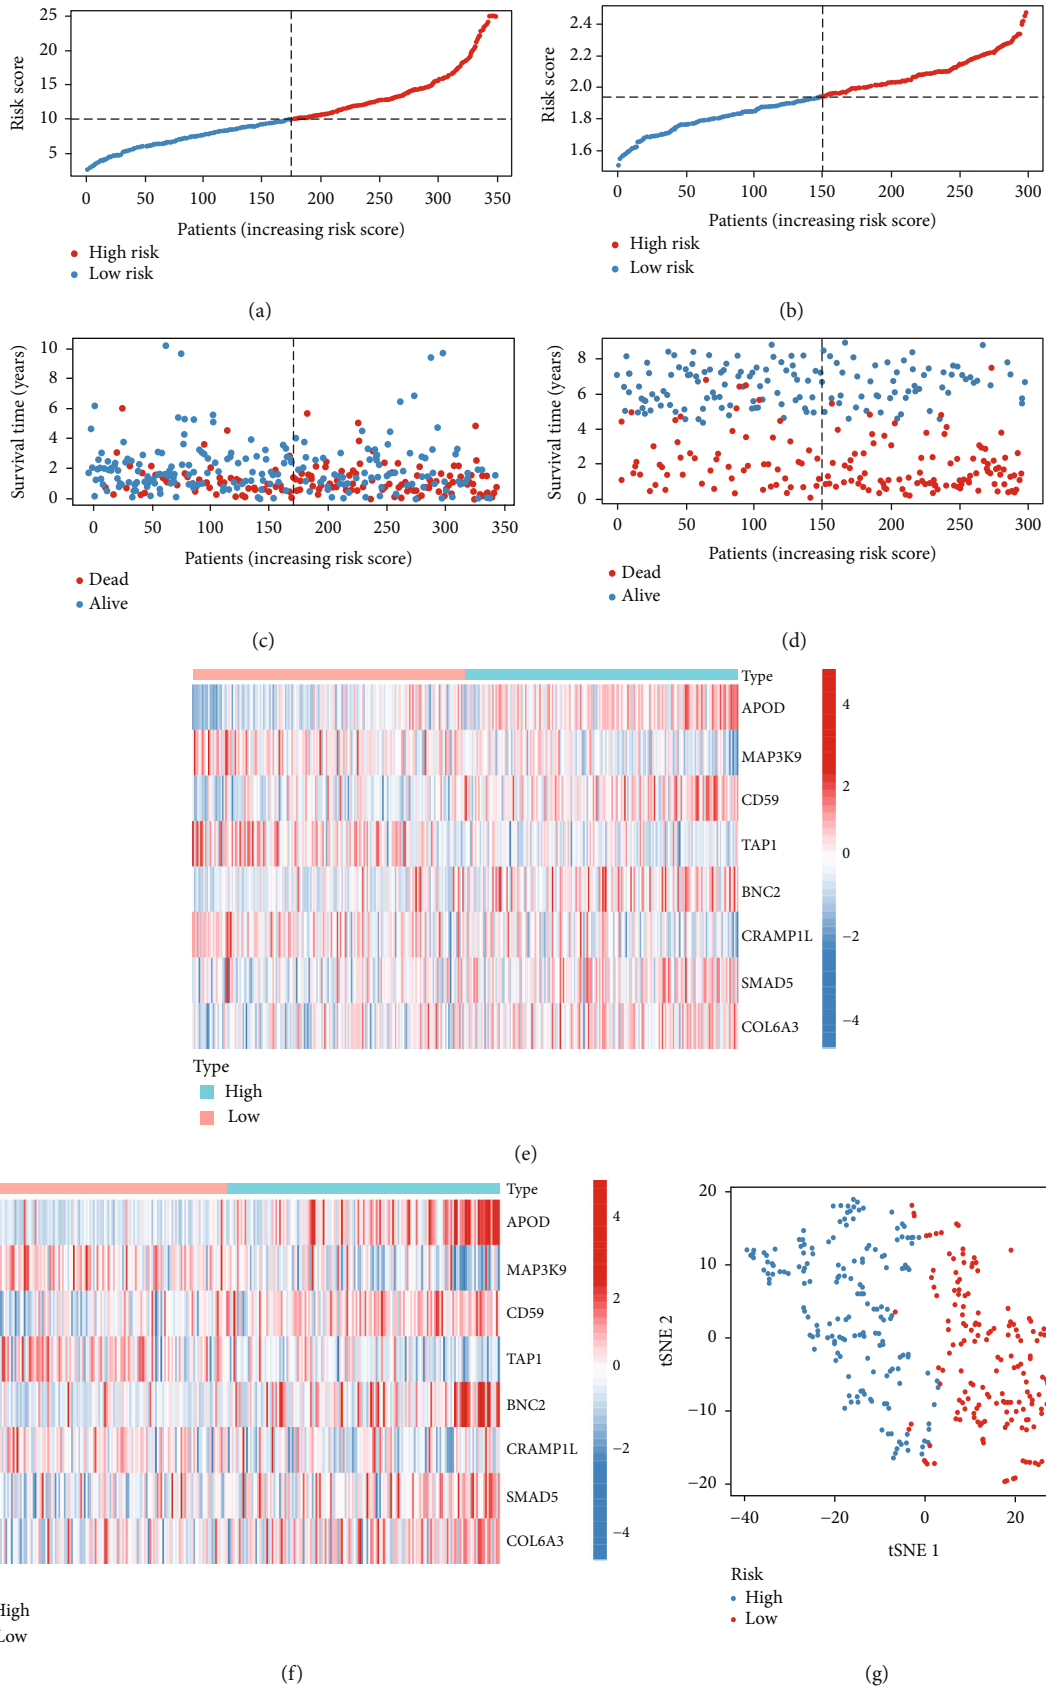 25
20
15
10
5
Risk score
0 50 100 150 200 250 300 350
Patients (increasing risk score)
High risk
Low risk
(a)
2.4
2.2
2.0
1.8
1.6
Risk score
0 50 100 150 200 250 300
Patients (increasing risk score)
High risk
Low risk
(b)
10
8
6
4
2
0
Survival time (years)
0 50 100 150 200 250 300 350
Patients (increasing risk score)
Dead
Alive
(c)
8
6
4
2
0
Survival time (years)
0 50 100 150 200 250 300
Patients (increasing risk score)
Dead
Alive
(d)
Type
APOD
MAP3K9
CD59
TAP1
BNC2
CRAMP1L
SMAD5
COL6A3
4
2
0
−2
−4
Type
High
Low
(e)
Type
APOD
MAP3K9
CD59
TAP1
BNC2
CRAMP1L
SMAD5
COL6A3
4
2
0
−2
−4
High
Low
(f)
20
10
0
−10
−20
tSNE 2
−40 −20 0 20
tSNE 1
Risk
High
Low
(g)